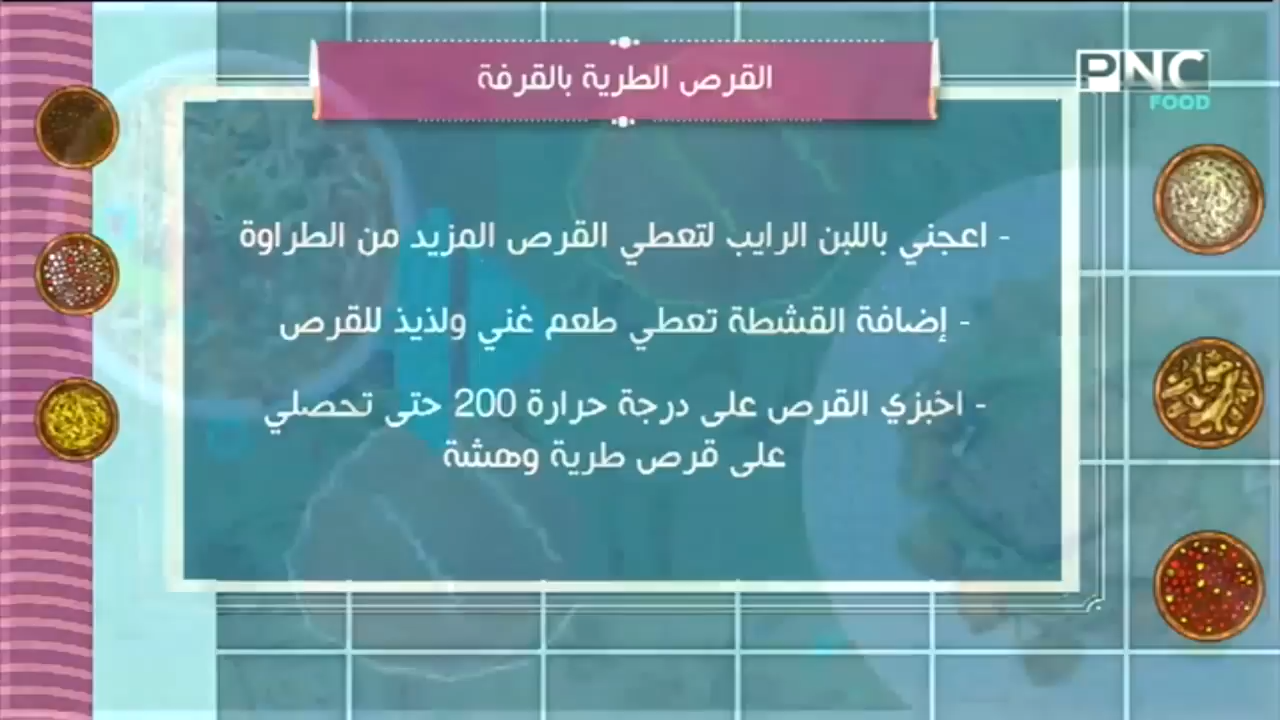 القرص الطرية بالقرفة
PNC
FOOD
- اعجني باللبن الرايب لتعطي القرص المزيد من الطراوة
- إضافة القشطة تعطي طعم غني ولذيذ للقرص
- اخبزي القرص على درجة حرارة 200 حتى تحصلي
على قرص طرية وهشة